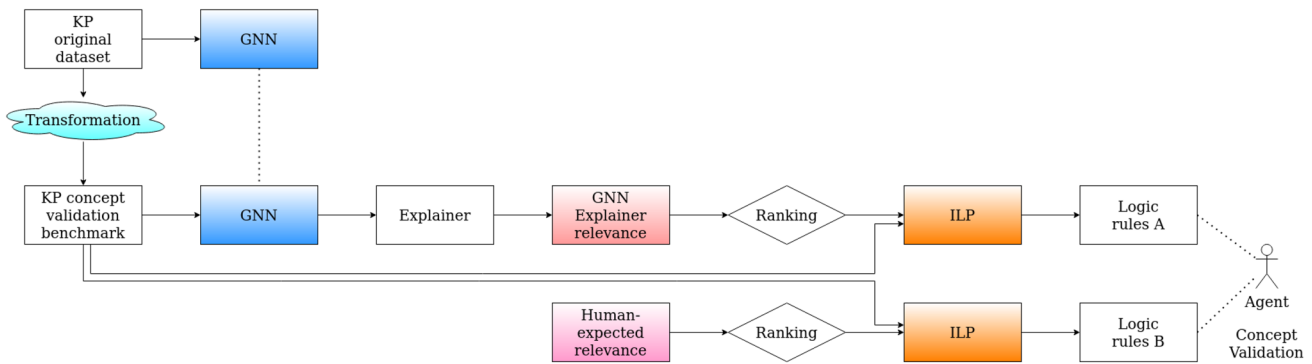 KP
original
dataset
GNN
Transformation
KP concept
validation
benchmark
GNN
Explainer
GNN
Explainer
relevance
Ranking
ILP
Logic
rules A
Agent
Human-
expected
relevance
Ranking
ILP
Logic
rules B
Concept
Validation